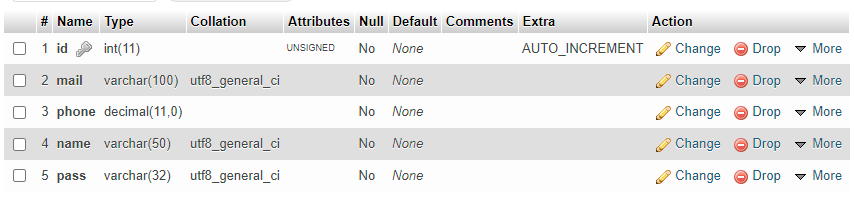 # Name Type Collation Attributes Null Default Comments Extra Action
1 id int(11) UNSIGNED No None AUTO_INCREMENT Change Drop More
2 mail varchar(100) utf8_general_ci No None Change Drop More
3 phone decimal(11,0) No None Change Drop More
4 name varchar(50) utf8_general_ci No None Change Drop More
5 pass varchar(32) utf8_general_ci No None Change Drop More